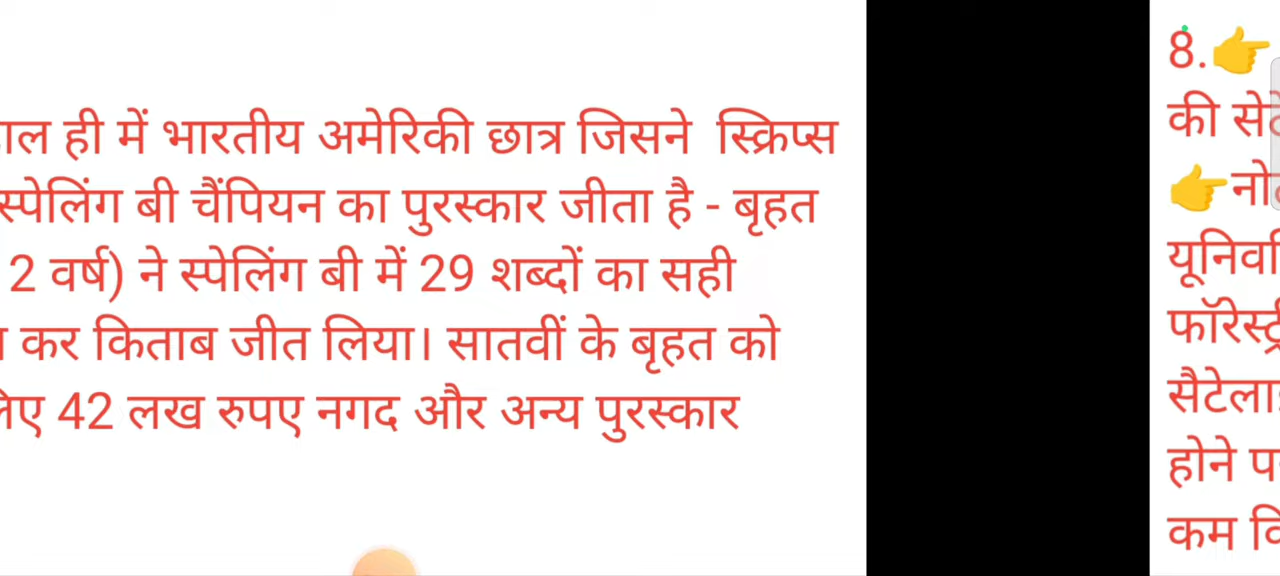 ही में भारतीय अमेरिकी छात्र जिसने स्क्रिप्स
स्पेलिंग बी चैंपियन का पुरस्कार जीता है - बृहत
2 वर्ष) ने स्पेलिंग बी में 29 शब्दों का सही
कर किताब जीत लिया। सातवीं के बृहत को
42 लख रुपए नगद और अन्य पुरस्कार
8.👉
की
👉
होने
कम